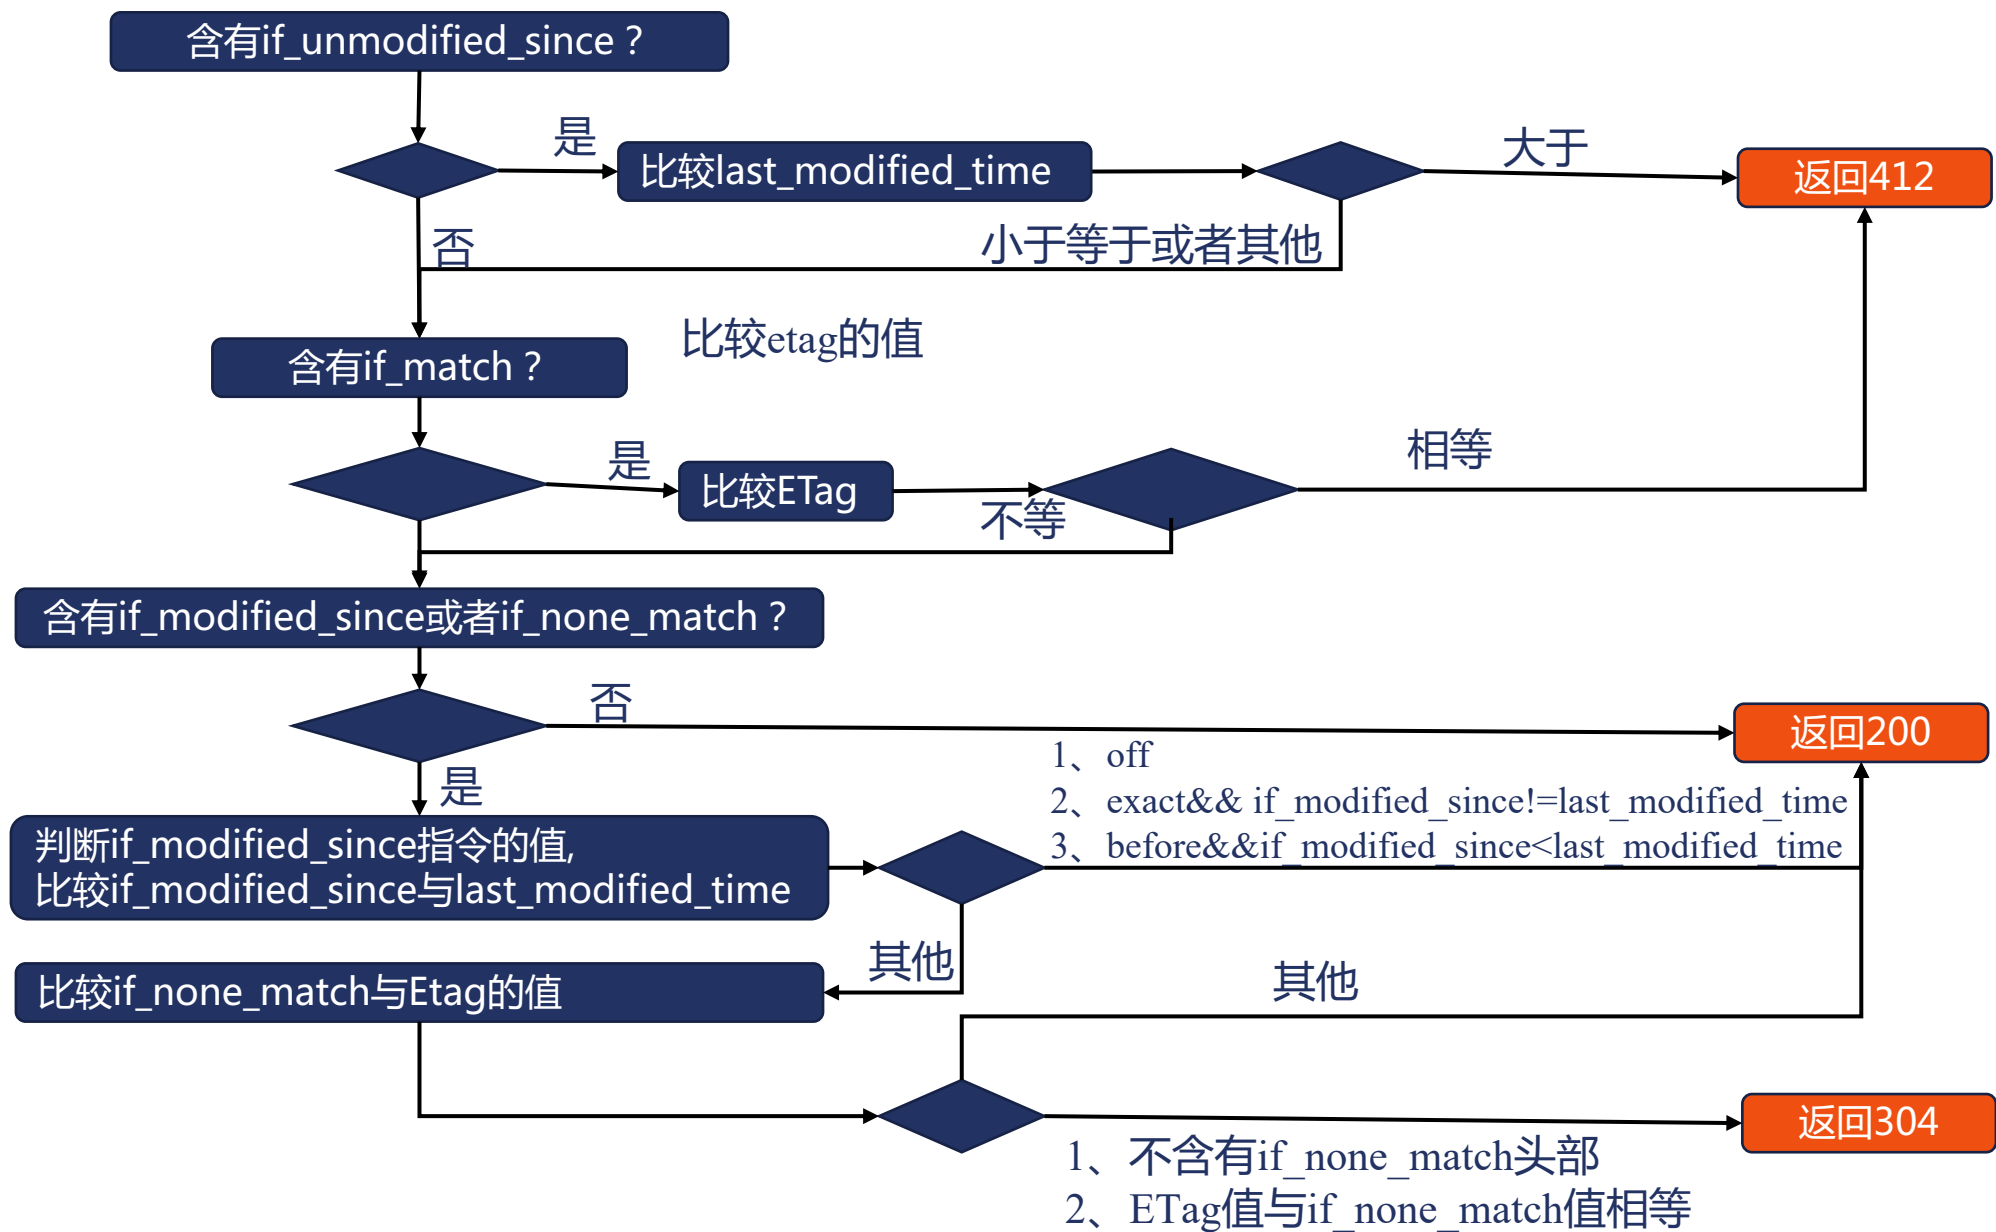 含有if_unmodified_since？
是
比较last_modified_time
大于
返回412
否
小于等于或者其他
比较etag的值
含有if_match？
是
比较ETag
相等
不等
含有if_modified_since或者if_none_match？
否
返回200
是
1、off
2、exact&& if_modified_since!=last_modified_time
3、before&&if_modified_since<last_modified_time
判断if_modified_since指令的值,
比较if_modified_since与last_modified_time
其他
比较if_none_match与Etag的值
其他
返回304
1、不含有if_none_match头部
2、ETag值与if_none_match值相等